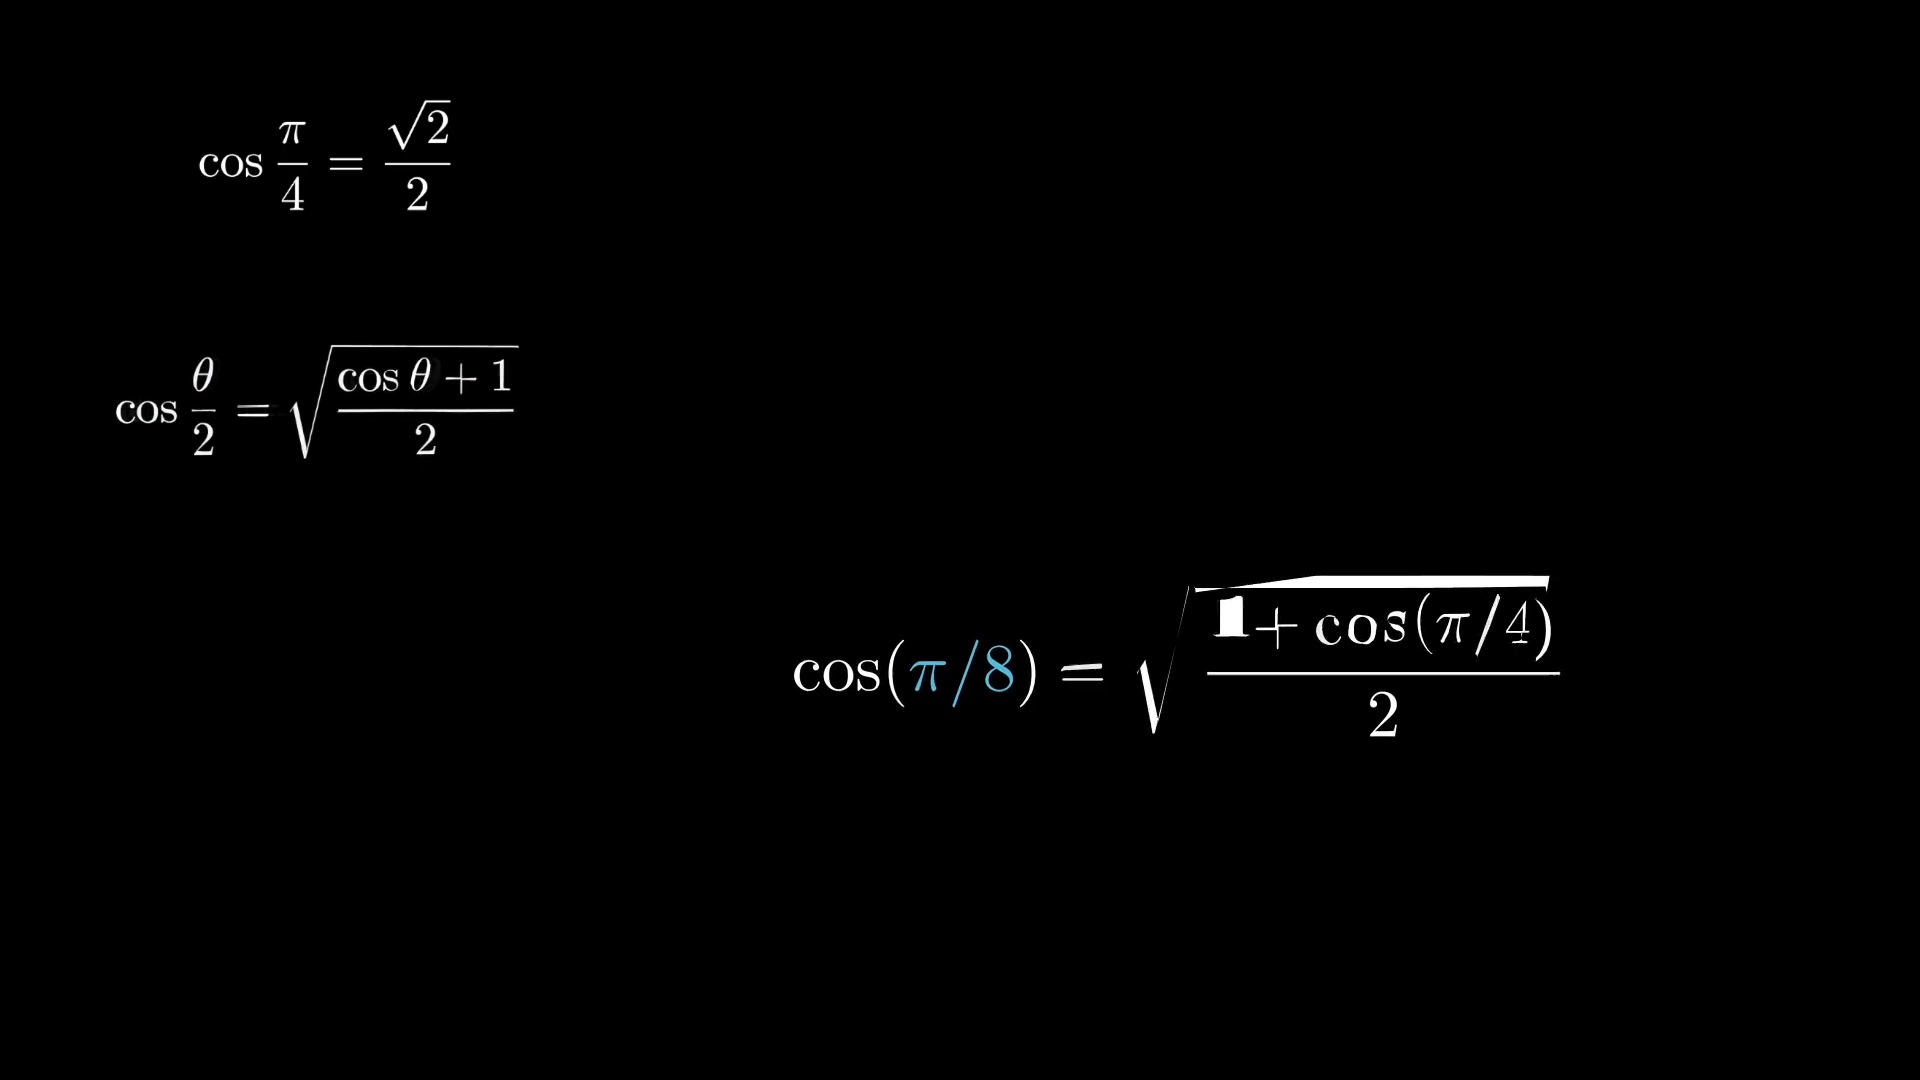 cos π/4 = √2/2
cos θ/2 = √((cos θ + 1)/2)
cos(π/8) = √((1 + cos(π/4))/2)